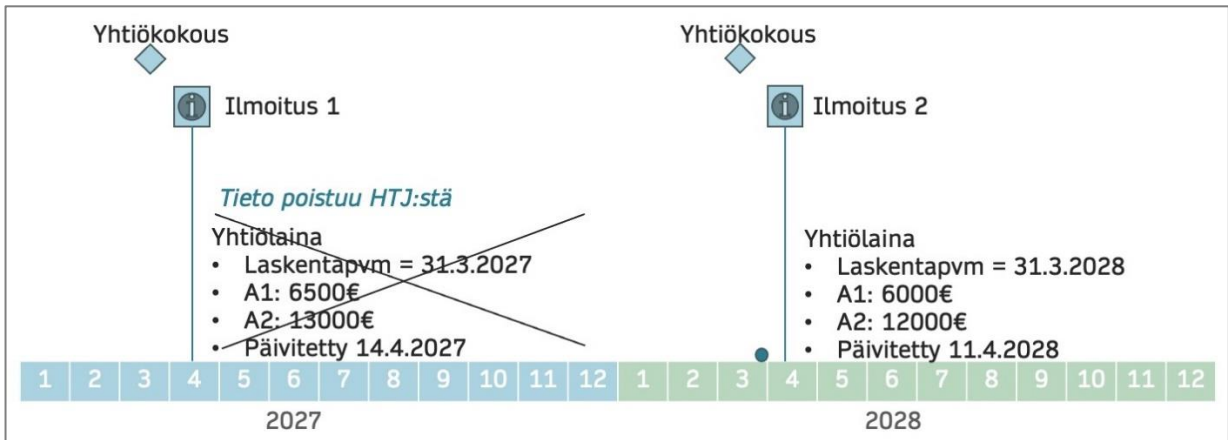 Yhtiökokous
Ilmoitus 1
Tieto poistuu HTJ:stä
Yhtiölaina
• Laskentapvm = 31.3.2027
• A1: 6500€
• A2: 13000€
• Päivitetty 14.4.2027
Yhtiökokous
Ilmoitus 2
Yhtiölaina
• Laskentapvm = 31.3.2028
• A1: 6000€
• A2: 12000€
• Päivitetty 11.4.2028
1 2 3 4 5 6 7 8 9 10 11 12 1 2 3 4 5 6 7 8 9 10 11 12
2027 2028